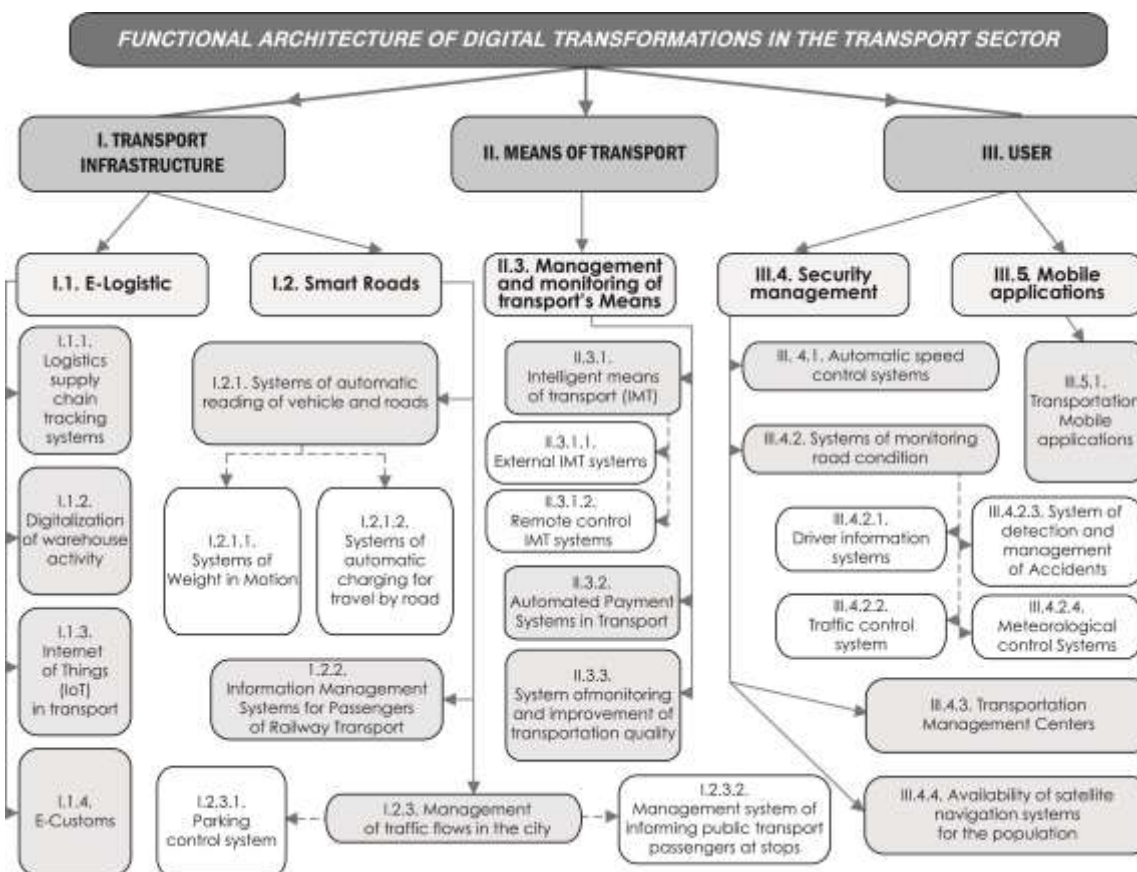 FUNCTIONAL ARCHITECTURE OF DIGITAL TRANSFORMATIONS IN THE TRANSPORT SECTOR
I. TRANSPORT
INFRASTRUCTURE
II. MEANS OF TRANSPORT
III. USER
I.1. E-Logistic
I.2. Smart Roads
II.3. Management
and monitoring of
transport's Means
III.4. Security
management
III.5. Mobile
applications
I.1.1.
Logistics
supply
chain
tracking
systems
I.1.2.
Digitalization
of warehouse
activity
I.1.3.
Internet
of Things
(IoT)
in transport
I.1.4.
E-Customs
I.2.1. Systems of automatic
reading of vehicle and roads
I.2.1.1.
Systems of
Weight in Motion
I.2.1.2.
Systems of
automatic
charging for
travel by road
I.2.2.
Information Management
Systems for Passengers
of Railway Transport
I.2.3.1.
Parking
control system
I.2.3. Management
of traffic flows in the city
I.2.3.2.
Management system of
informing public transport
passengers at stops
II.3.1.
Intelligent means
of transport (IMT)
II.3.1.1.
External IMT systems
II.3.1.2.
Remote control
IMT systems
II.3.2.
Automated Payment
Systems in Transport
II.3.3.
System ofmonitoring
and improvement of
transportation quality
III. 4.1. Automatic speed
control systems
III.4.2. Systems of monitoring
road condition
III.4.2.1.
Driver information
systems
III.4.2.2.
Traffic control
system
III.4.2.3. System of
detection and
management
of Accidents
III.4.2.4.
Meteorological
control Systems
III.4.3. Transportation
Management Centers
III.4.4. Availability of satellite
navigation systems
for the population
III.5.1.
Transportation
Mobile
applications